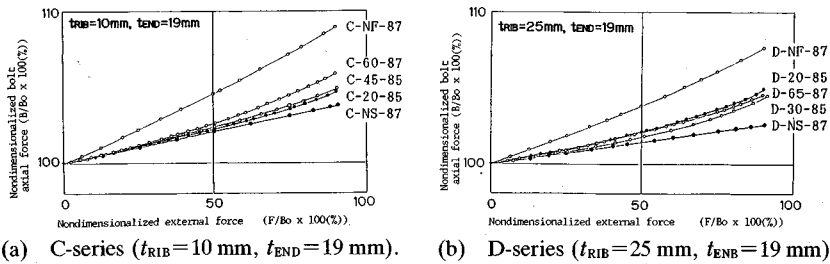 110
tRIB=10mm, tEND=19mm
C-NF-87
C-60-87
C-45-85
C-20-85
C-NS-87
Nondimensionalized bolt
axial force (B/Bo x 100(%))
100
0
50
100
Nondimensionalized external force (F/Bo x 100(%))
(a) C-series (tRIB=10 mm, tEND=19 mm).
110
tRIB=25mm, tEND=19mm
D-NF-87
D-20-85
D-65-87
D-30-85
D-NS-87
Nondimensionalized bolt
axial force (B/Bo x 100(%))
100
0
50
100
Nondimensionalized external force (F/Bo x 100(%))
(b) D-series (tRIB=25 mm, tENB=19 mm)